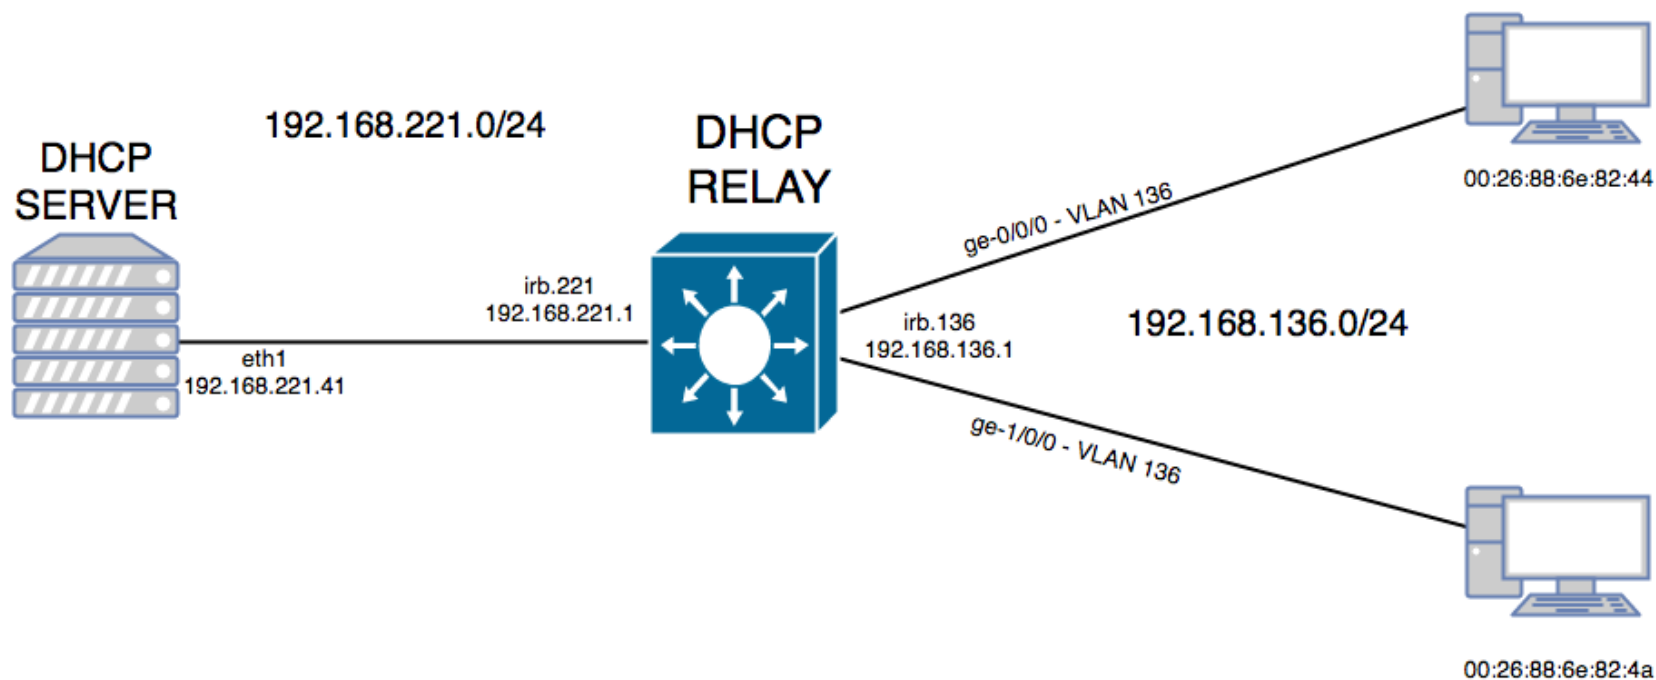 192.168.221.0/24
DHCP
SERVER
DHCP
RELAY
irb.221
192.168.221.1
eth1
192.168.221.41
irb.136
192.168.136.1
ge-0/0/0 - VLAN 136
192.168.136.0/24
ge-1/0/0 - VLAN 136
00:26:88:6e:82:44
00:26:88:6e:82:4a